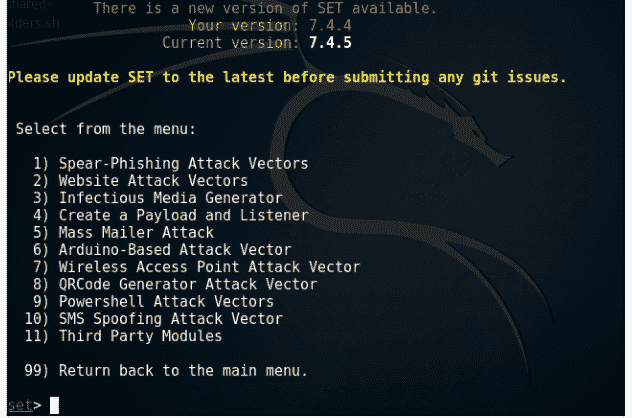 shared-
There is a new version of SET available.
olders.sh
Your version: 7.4.4
Current version: 7.4.5
Please update SET to the latest before submitting any git issues.
Select from the menu:
1) Spear-Phishing Attack Vectors
2) Website Attack Vectors
3) Infectious Media Generator
4) Create a Payload and Listener
5) Mass Mailer Attack
6) Arduino-Based Attack Vector
7) Wireless Access Point Attack Vector
8) QRCode Generator Attack Vector
9) Powershell Attack Vectors
10) SMS Spoofing Attack Vector
11) Third Party Modules
99) Return back to the main menu.
set>